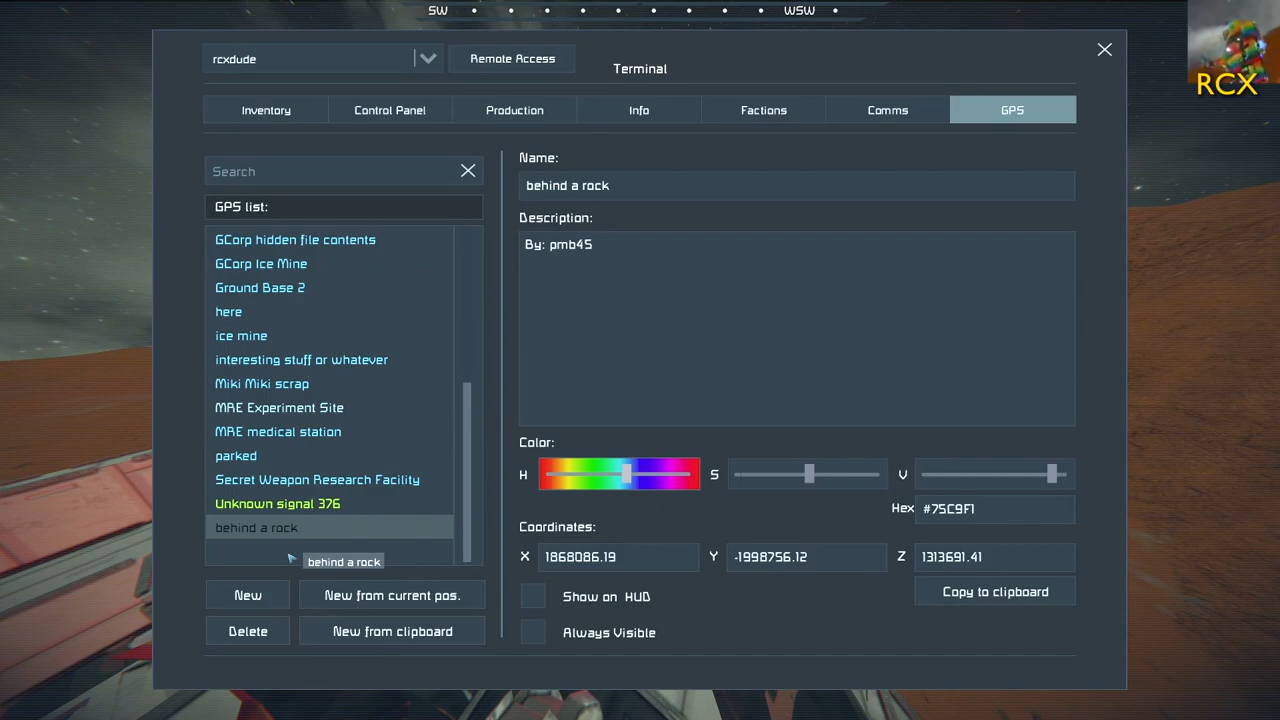 SW
WSW
rcxdude
Remote Access
Terminal
RCX
Inventory
Control Panel
Production
Info
Factions
Comms
GPS
Search
GPS list:
GCorp hidden file contents
GCorp Ice Mine
Ground Base 2
here
ice mine
interesting stuff or whatever
Miki Miki scrap
MRE Experiment Site
MRE medical station
parked
Secret Weapon Research Facility
Unknown signal 376
behind a rock
behind a rock
New
New from current pos.
Delete
New from clipboard
Name:
behind a rock
Description:
By: pmb45
Color:
H
S
V
Hex #75C9F1
Coordinates:
X 1868086.19
Y -1998756.12
Z 1313691.41
Show on HUD
Copy to clipboard
Always Visible